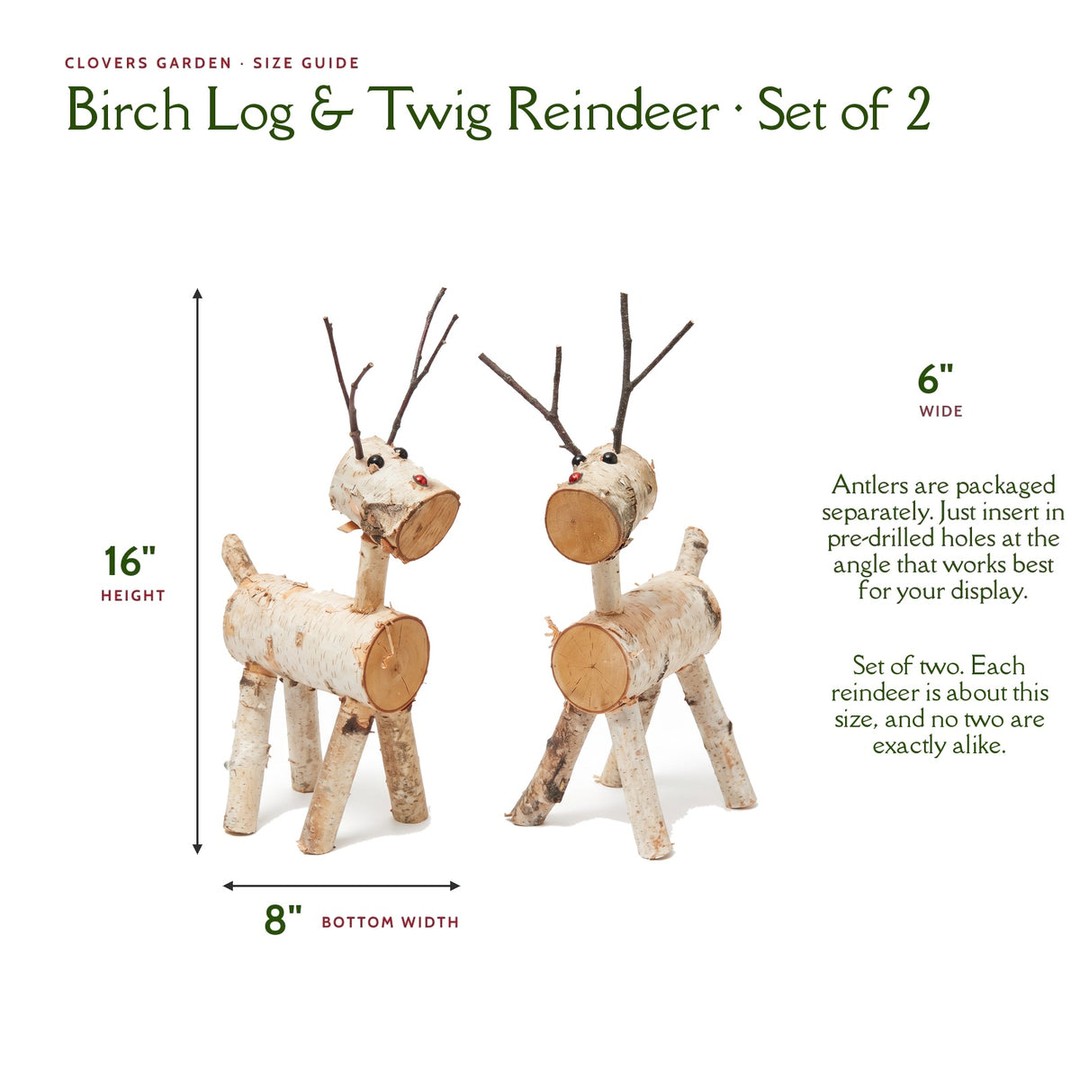 CLOVERS GARDEN · SIZE GUIDE
Birch Log & Twig Reindeer · Set of 2
6"
WIDE
Antlers are packaged
separately. Just insert in
pre-drilled holes at the
angle that works best
for your display.
16"
HEIGHT
Set of two. Each
reindeer is about this
size, and no two are
exactly alike.
8" BOTTOM WIDTH